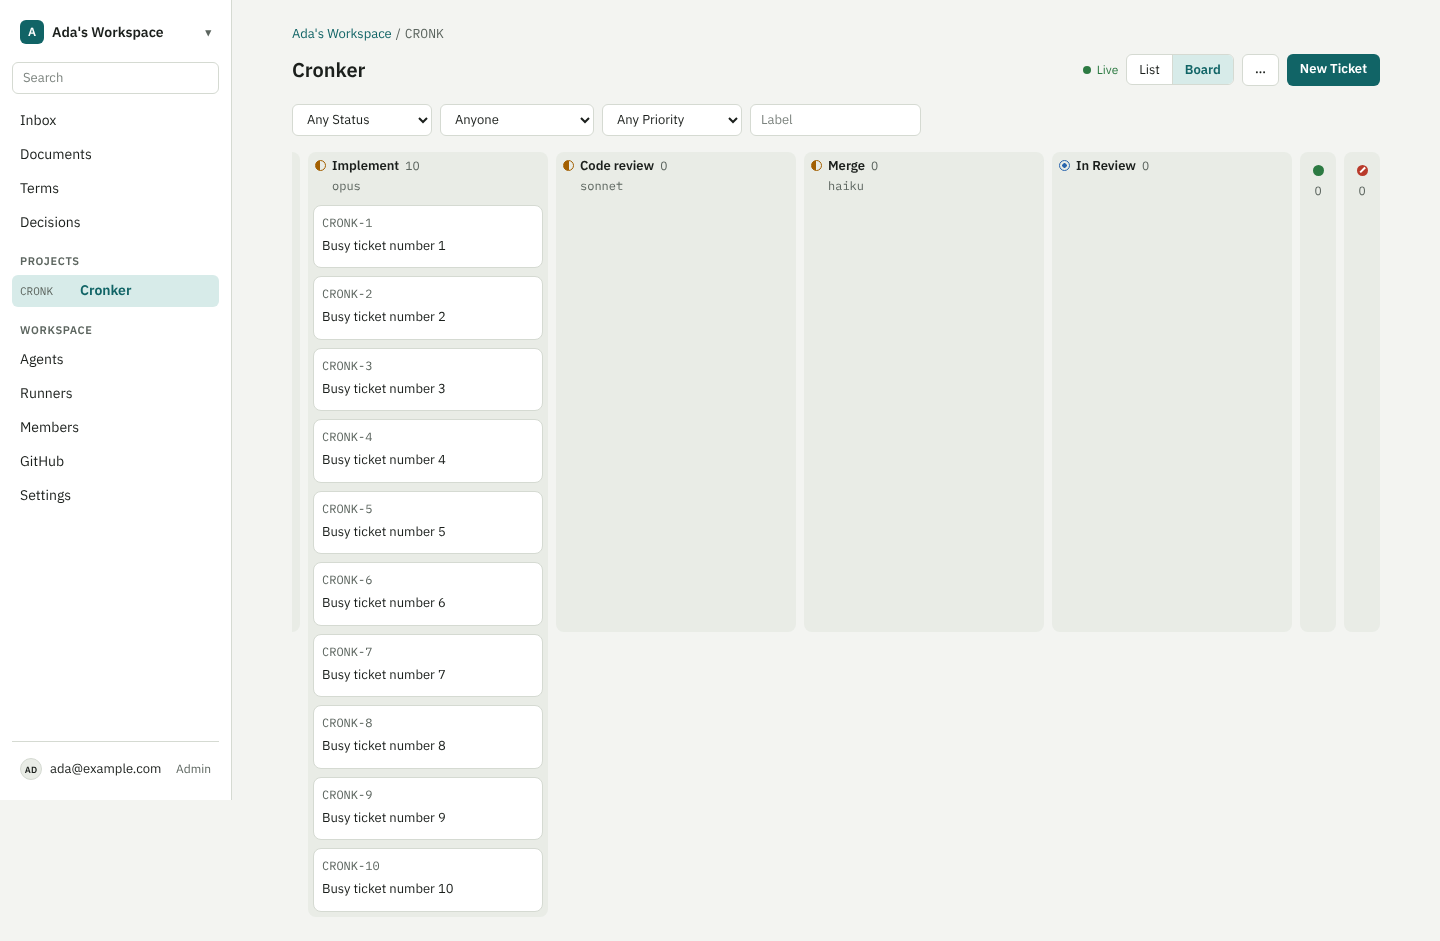 A Ada's Workspace ▾
Search
Inbox
Documents
Terms
Decisions
PROJECTS
CRONK Cronker
WORKSPACE
Agents
Runners
Members
GitHub
Settings
AD ada@example.com Admin
Ada's Workspace / CRONK
Cronker
Live List Board ... New Ticket
Any Status Anyone Any Priority Label
Implement 10
opus
CRONK-1
Busy ticket number 1
CRONK-2
Busy ticket number 2
CRONK-3
Busy ticket number 3
CRONK-4
Busy ticket number 4
CRONK-5
Busy ticket number 5
CRONK-6
Busy ticket number 6
CRONK-7
Busy ticket number 7
CRONK-8
Busy ticket number 8
CRONK-9
Busy ticket number 9
CRONK-10
Busy ticket number 10
Code review 0
sonnet
Merge 0
haiku
In Review 0
0
0